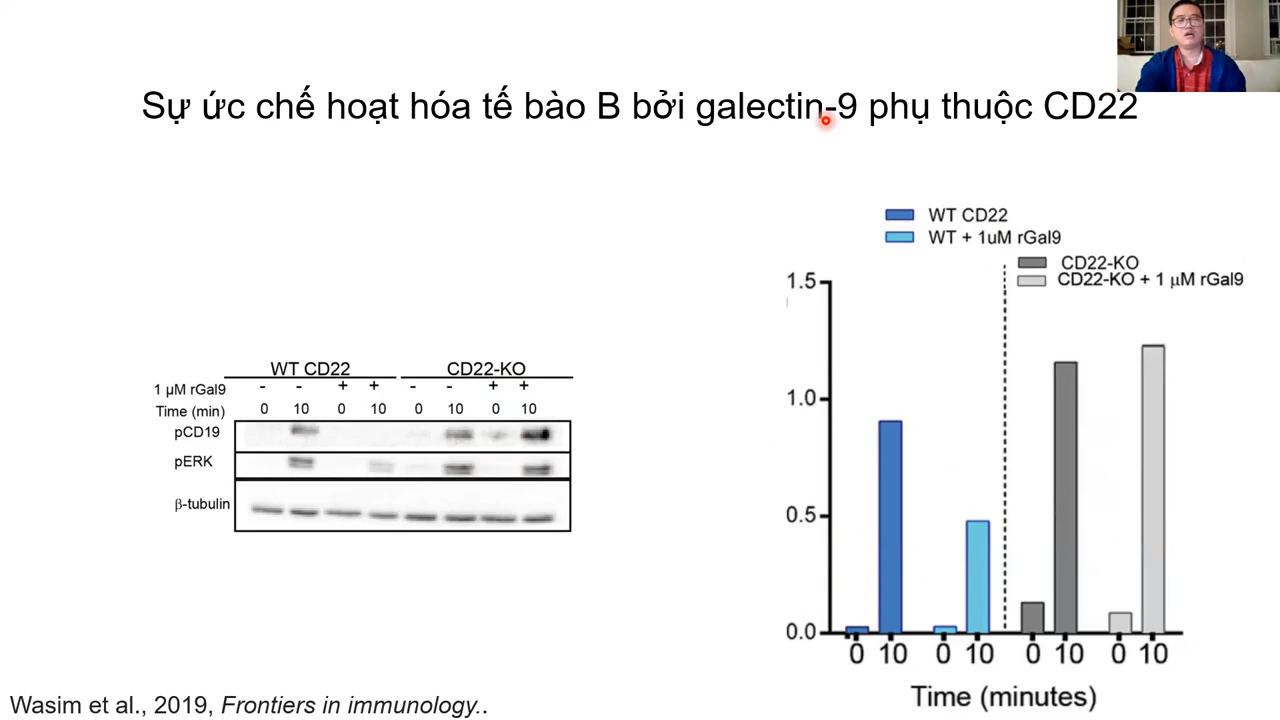 Sự ức chế hoạt hóa tế bào B bởi galectin-9 phụ thuộc CD22
WT CD22 CD22-KO
1 µM rGal9 - - + + - - + +
Time (min) 0 10 0 10 0 10 0 10
pCD19
pERK
β-tubulin
WT CD22
WT + 1uM rGal9
CD22-KO
CD22-KO + 1 µM rGal9
1.5
1.0
0.5
0.0
0 10 0 10 0 10 0 10
Time (minutes)
Wasim et al., 2019, Frontiers in immunology..